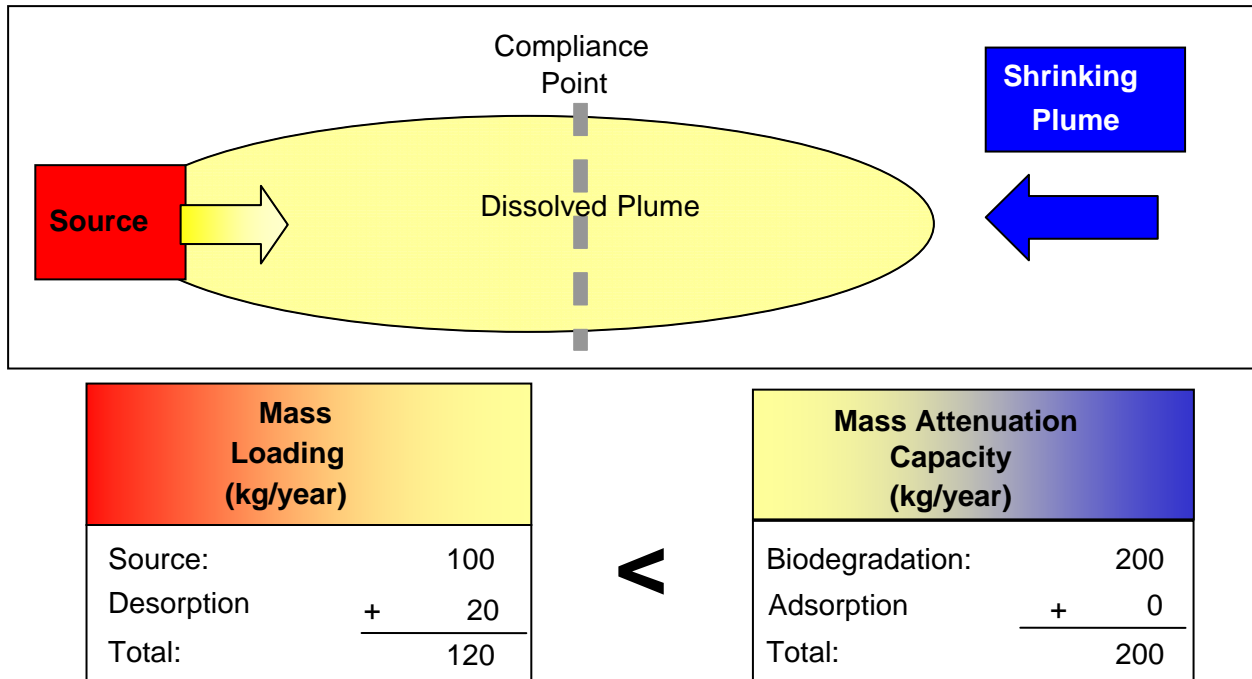 Compliance
Point
Shrinking
Plume
Source
Dissolved Plume
Mass
Loading
(kg/year)
Source: 100
Desorption + 20
Total: 120
<
Mass Attenuation
Capacity
(kg/year)
Biodegradation: 200
Adsorption + 0
Total: 200